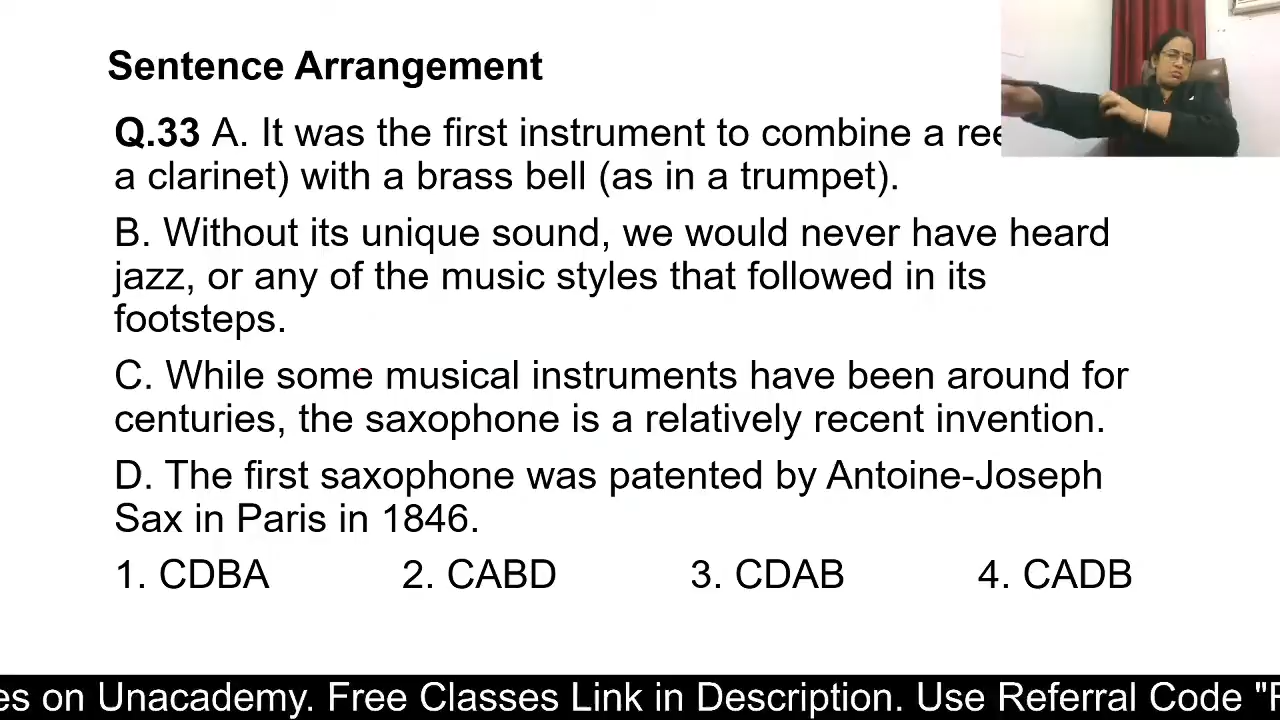 Sentence Arrangement
Q.33 A. It was the first instrument to combine a
a clarinet) with a brass bell (as in a trumpet).
B. Without its unique sound, we would never have heard
jazz, or any of the music styles that followed in its
footsteps.
C. While some musical instruments have been around for
centuries, the saxophone is a relatively recent invention.
D. The first saxophone was patented by Antoine-Joseph
Sax in Paris in 1846.
1. CDBA 2. CABD 3. CDAB 4. CADB
on Unacademy. Free Classes Link in Description. Use Referral Code "